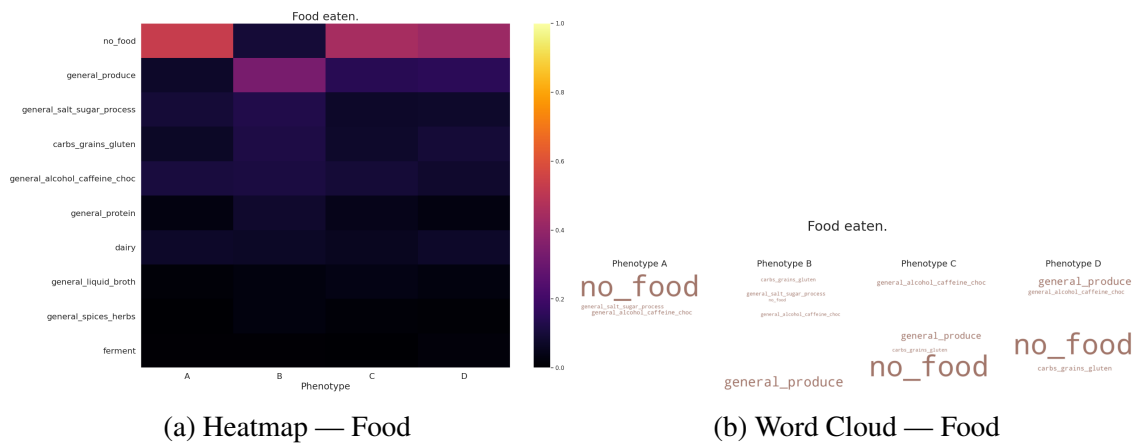 Food eaten.
no_food
general_produce
general_salt_sugar_process
carbs_grains_gluten
general_alcohol_caffeine_choc
general_protein
dairy
general_liquid_broth
general_spices_herbs
ferment
A B C D
Phenotype
1.0
0.8
0.6
0.4
0.2
0.0
(a) Heatmap — Food
Food eaten.
Phenotype A
no_food
general_salt_sugar_process
general_alcohol_caffeine_choc
Phenotype B
carbs_grains_gluten
general_salt_sugar_process
no_food
general_alcohol_caffeine_choc
general_produce
Phenotype C
general_alcohol_caffeine_choc
general_produce
carbs_grains_gluten
no_food
Phenotype D
general_produce
general_alcohol_caffeine_choc
no_food
carbs_grains_gluten
(b) Word Cloud — Food